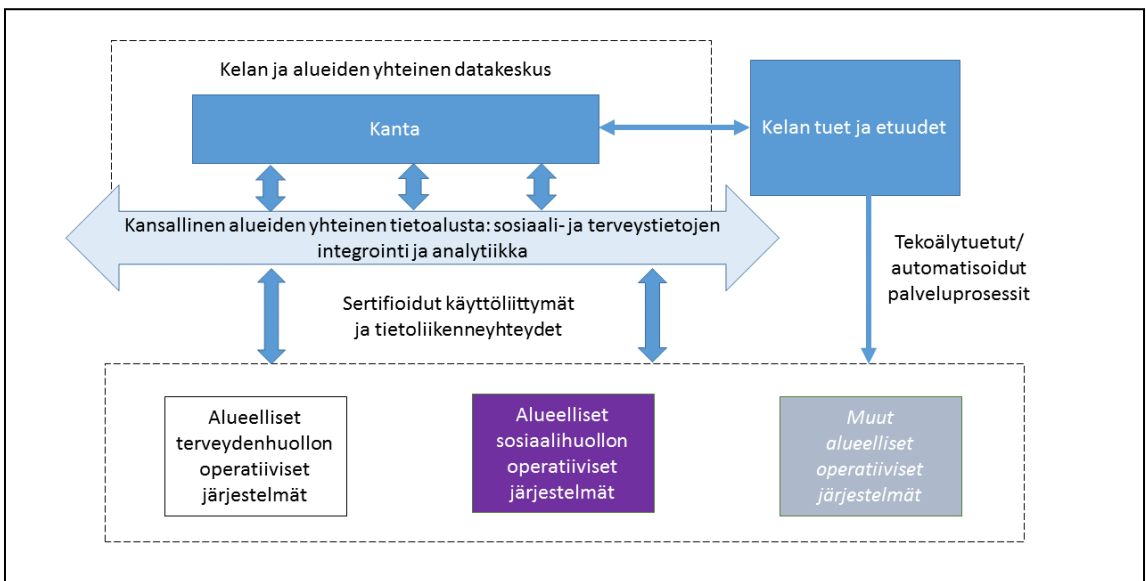 Kelan ja alueiden yhteinen datakeskus
Kanta
Kelan tuet ja etuudet
Kansallinen alueiden yhteinen tietoalusta: sosiaali- ja terveystietojen
integrointi ja analytiikka
Tekoälytuetut/
automatisoidut
palveluprosessit
Sertifioidut käyttöliittymät
ja tietoliikenneyhteydet
Alueelliset
terveydenhuollon
operatiiviset
järjestelmät
Alueelliset
sosiaalihuollon
operatiiviset
järjestelmät
Muut
alueelliset
operatiiviset
järjestelmät